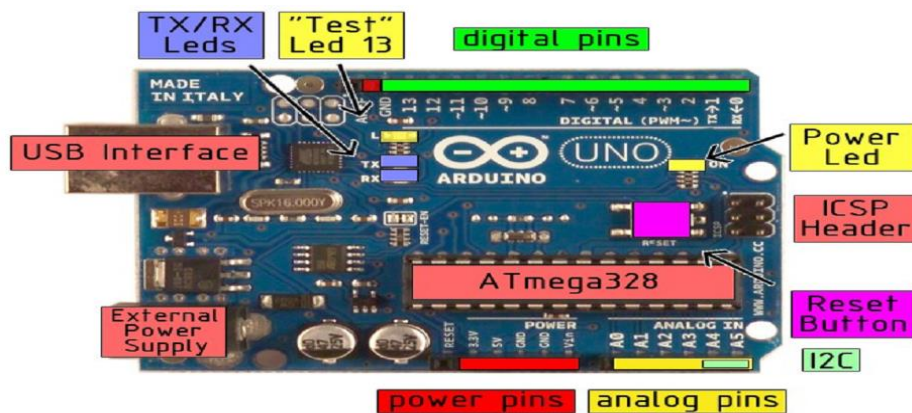 TX/RX
Leds
"Test"
Led 13
digital pins
MADE
IN ITALY
GND
13
12
~11
~10
~9
8
7
~6
~5
4
~3
2
TX▸1
RX◂0
DIGITAL (PWM~)
USB Interface
L
TX
RX
ARDUINO
UNO
ON
Power
Led
SPK16.000Y
RESET-EN
RESET
ICSP
ICSP
Header
ATmega328
WWW.ARDUINO.CC
Reset
Button
External
Power
Supply
POWER
ANALOG IN
RESET
3.3V
5V
GND
GND
Vin
A0
A1
A2
A3
A4
A5
I2C
power pins
analog pins